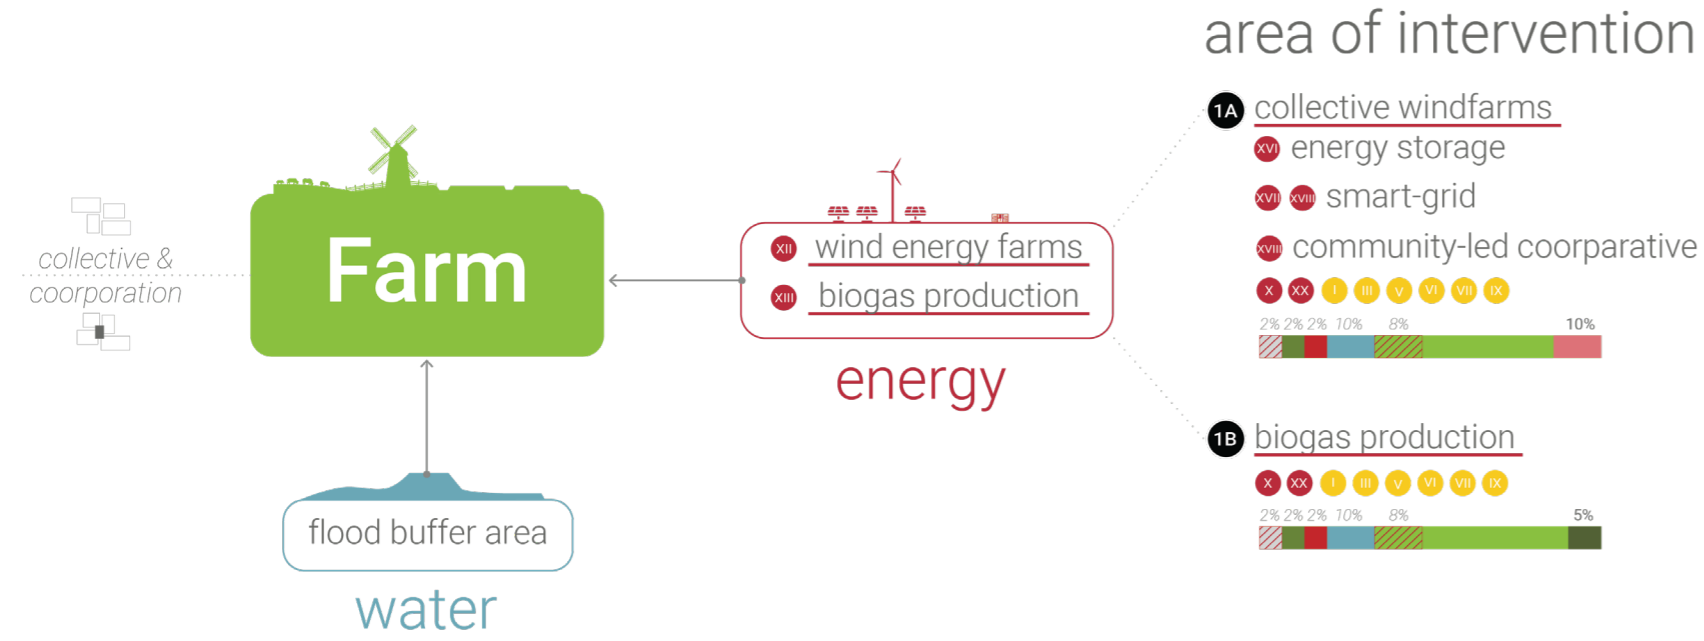 area of intervention
collective &
coorporation
Farm
XII wind energy farms
XIII biogas production
energy
flood buffer area
water
1A collective windfarms
XVI energy storage
XVII XVIII smart-grid
XVIII community-led coorparative
X XX I III V VI VII IX
2% 2% 2% 10% 8% 10%
1B biogas production
X XX I III V VI VII IX
2% 2% 2% 10% 8% 5%